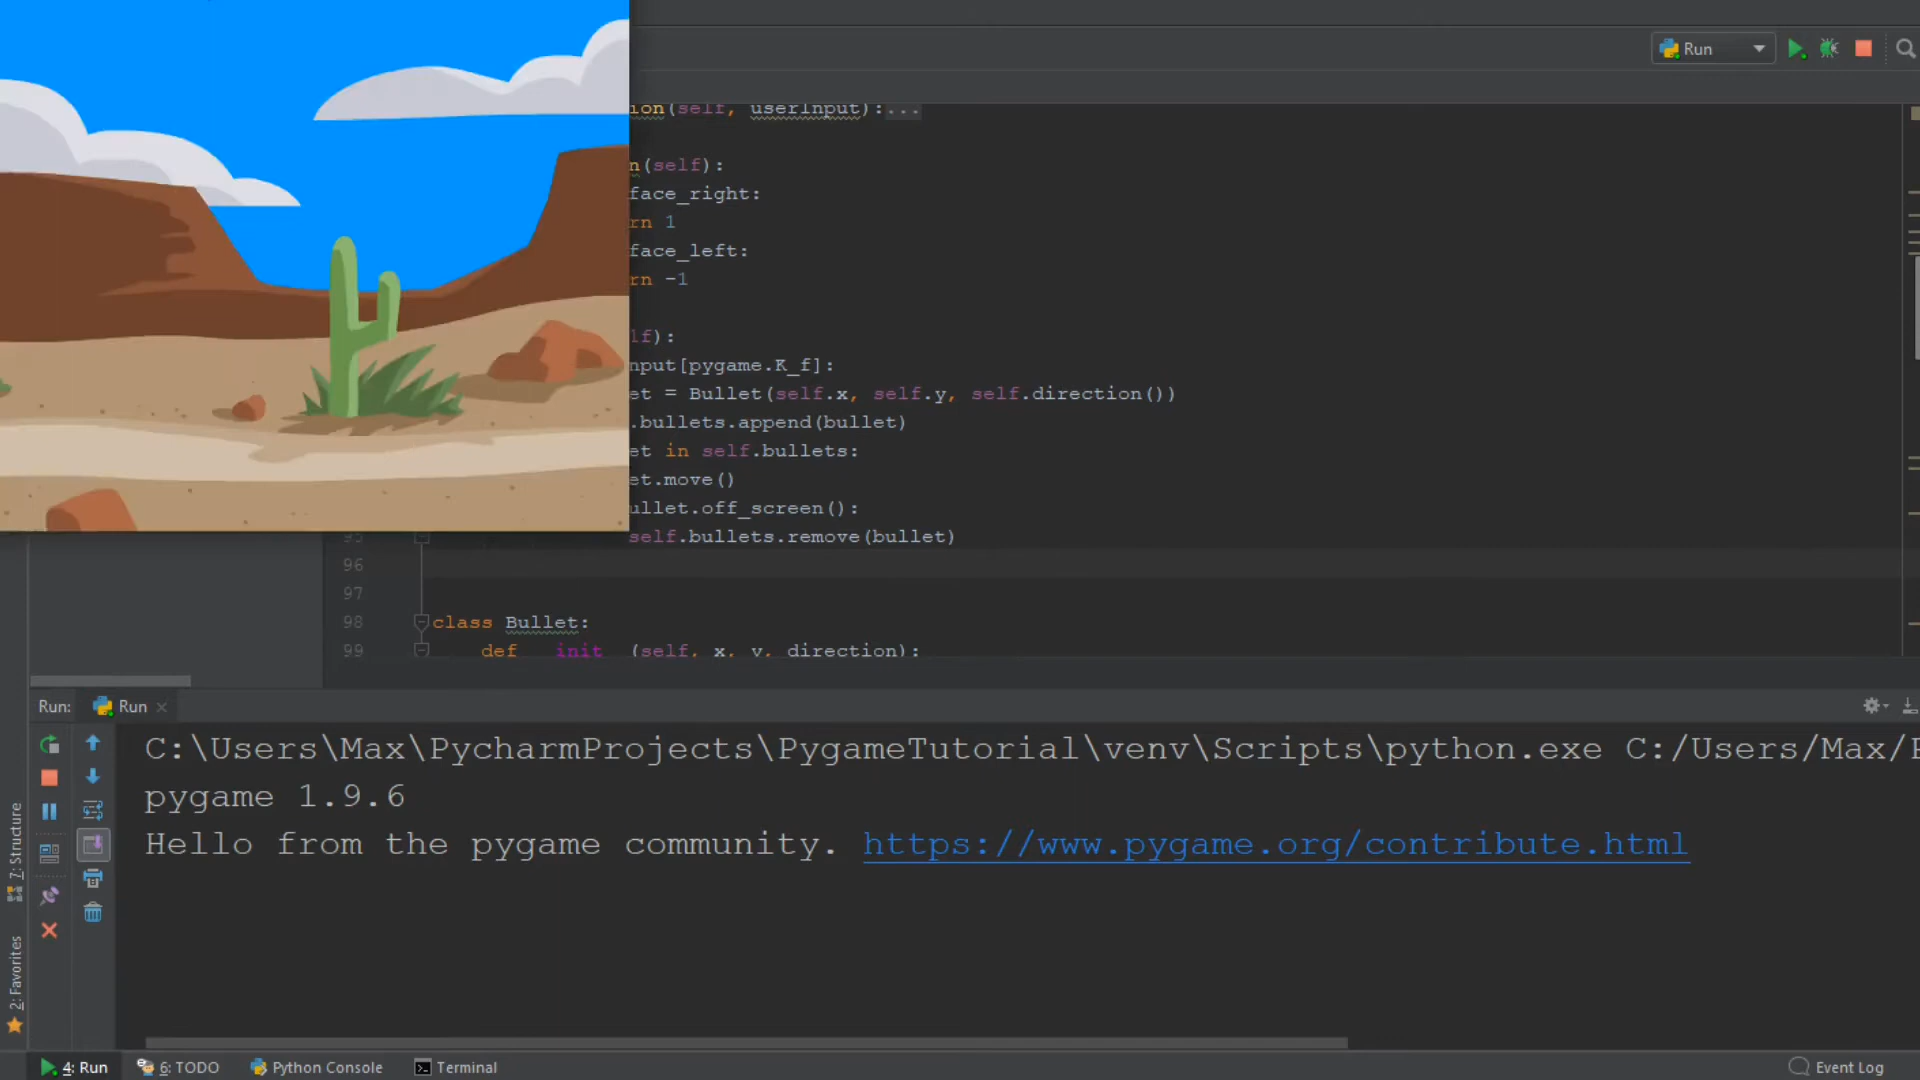 Run
ion(self, userInput):...
n(self):
face_right:
rn 1
face_left:
rn -1
lf):
nput[pygame.K_f]:
et = Bullet(self.x, self.y, self.direction())
.bullets.append(bullet)
et in self.bullets:
et.move()
ullet.off_screen():
95 self.bullets.remove(bullet)
96
97
98 class Bullet:
99 def __init__(self, x, y, direction):
Run: Run
C:\Users\Max\PycharmProjects\PygameTutorial\venv\Scripts\python.exe C:/Users/Max/
pygame 1.9.6
Hello from the pygame community. https://www.pygame.org/contribute.html
7: Structure
2: Favorites
4: Run 6: TODO Python Console Terminal Event Log